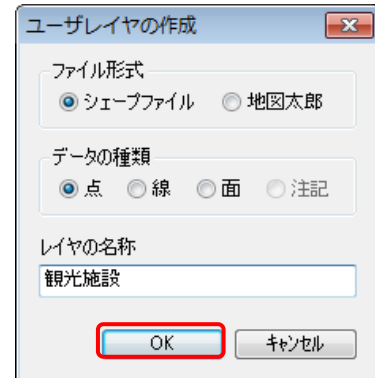 ユーザレイヤの作成
ファイル形式
シェープファイル 地図太郎
データの種類
点 線 面 注記
レイヤの名称
観光施設
OK キャンセル